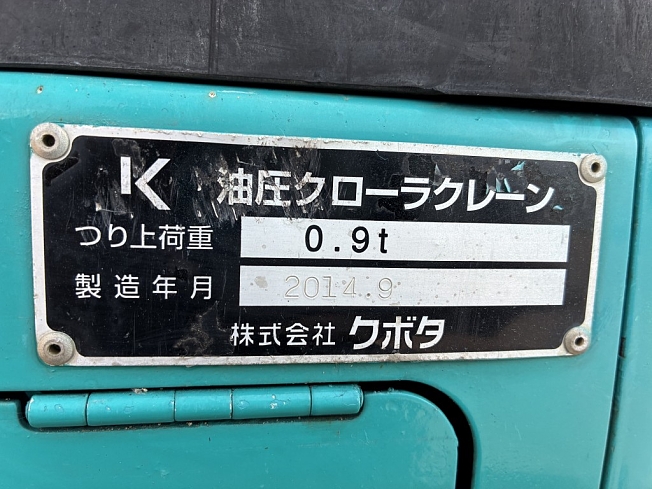 K 油圧クローラクレーン
つり上荷重 0.9t
製造年月 2014.9
株式会社 クボタ